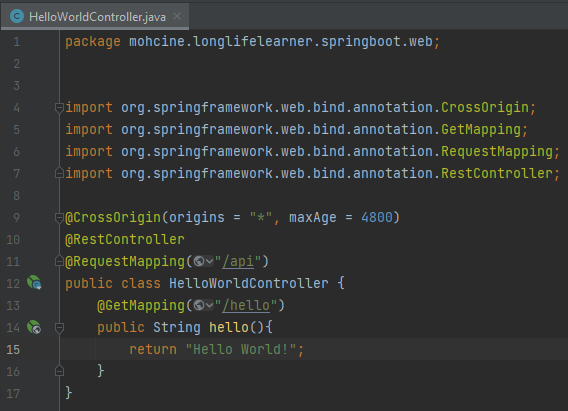 HelloWorldController.java
1 package mohcine.longlifelearner.springboot.web;
2
3
4 import org.springframework.web.bind.annotation.CrossOrigin;
5 import org.springframework.web.bind.annotation.GetMapping;
6 import org.springframework.web.bind.annotation.RequestMapping;
7 import org.springframework.web.bind.annotation.RestController;
8
9 @CrossOrigin(origins = "*", maxAge = 4800)
10 @RestController
11 @RequestMapping("/api")
12 public class HelloWorldController {
13 @GetMapping("/hello")
14 public String hello(){
15 return "Hello World!";
16 }
17 }